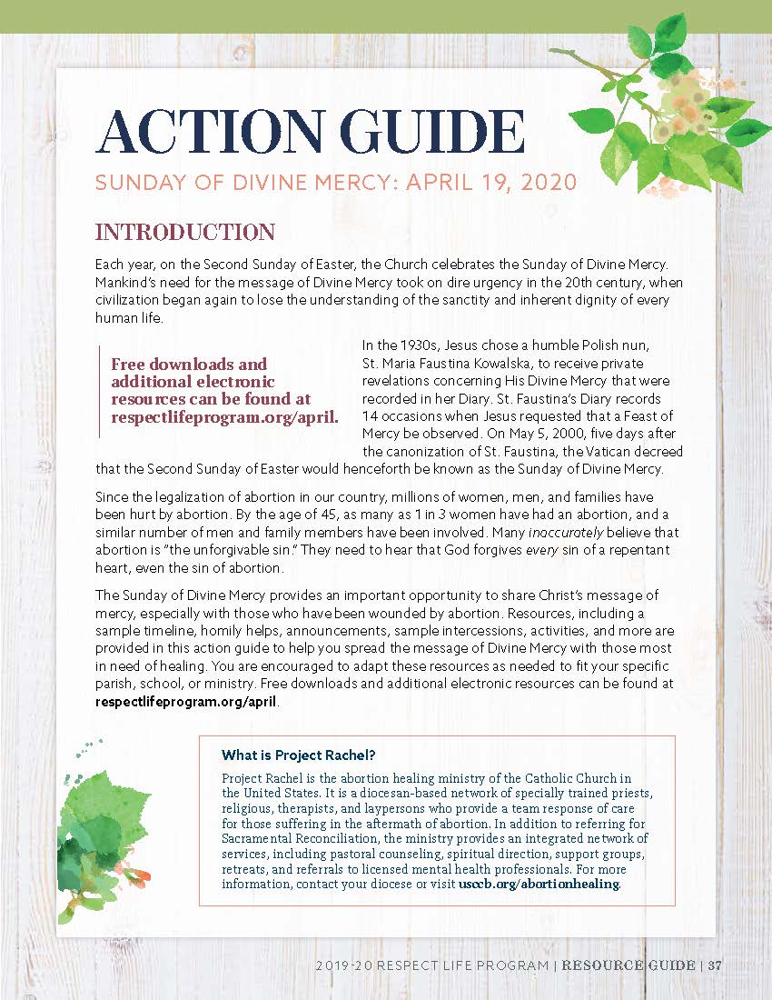 ACTION GUIDE
SUNDAY OF DIVINE MERCY: APRIL 19, 2020
INTRODUCTION
Each year, on the Second Sunday of Easter, the Church celebrates the Sunday of Divine Mercy.
Mankind's need for the message of Divine Mercy took on dire urgency in the 20th century, when
civilization began again to lose the understanding of the sanctity and inherent dignity of every
human life.
Free downloads and
additional electronic
resources can be found at
respectlifeprogram.org/april.
In the 1930s, Jesus chose a humble Polish nun,
St. Maria Faustina Kowalska, to receive private
revelations concerning His Divine Mercy that were
recorded in her Diary. St. Faustina's Diary records
14 occasions when Jesus requested that a Feast of
Mercy be observed. On May 5, 2000, five days after
the canonization of St. Faustina, the Vatican decreed
that the Second Sunday of Easter would henceforth be known as the Sunday of Divine Mercy.
Since the legalization of abortion in our country, millions of women, men, and families have
been hurt by abortion. By the age of 45, as many as 1 in 3 women have had an abortion, and a
similar number of men and family members have been involved. Many inaccurately believe that
abortion is "the unforgivable sin." They need to hear that God forgives every sin of a repentant
heart, even the sin of abortion.
The Sunday of Divine Mercy provides an important opportunity to share Christ's message of
mercy, especially with those who have been wounded by abortion. Resources, including a
sample timeline, homily helps, announcements, sample intercessions, activities, and more are
provided in this action guide to help you spread the message of Divine Mercy with those most
in need of healing. You are encouraged to adapt these resources as needed to fit your specific
parish, school, or ministry. Free downloads and additional electronic resources can be found at
respectlifeprogram.org/april.
What is Project Rachel?
Project Rachel is the abortion healing ministry of the Catholic Church in
the United States. It is a diocesan-based network of specially trained priests,
religious, therapists, and laypersons who provide a team response of care
for those suffering in the aftermath of abortion. In addition to referring for
Sacramental Reconciliation, the ministry provides an integrated network of
services, including pastoral counseling, spiritual direction, support groups,
retreats, and referrals to licensed mental health professionals. For more
information, contact your diocese or visit usccb.org/abortionhealing.
2019-20 RESPECT LIFE PROGRAM | RESOURCE GUIDE | 37